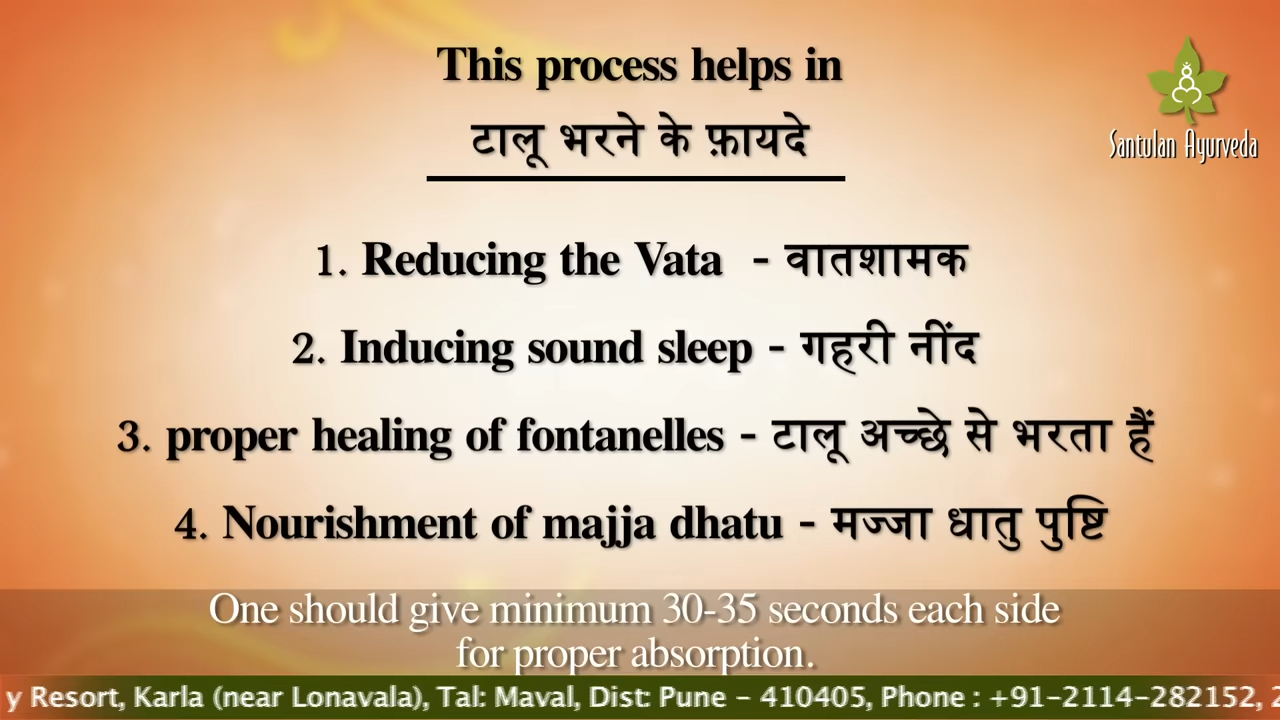 This process helps in
टालू भरने के फ़ायदे
Santulan Ayurveda
1. Reducing the Vata - वातशामक
2. Inducing sound sleep - गहरी नींद
3. proper healing of fontanelles - टालू अच्छे से भरता हैं
4. Nourishment of majja dhatu - मज्जा धातु पुष्टि
One should give minimum 30-35 seconds each side
for proper absorption.
y Resort, Karla (near Lonavala), Tal: Maval, Dist: Pune - 410405, Phone : +91-2114-282152, 2